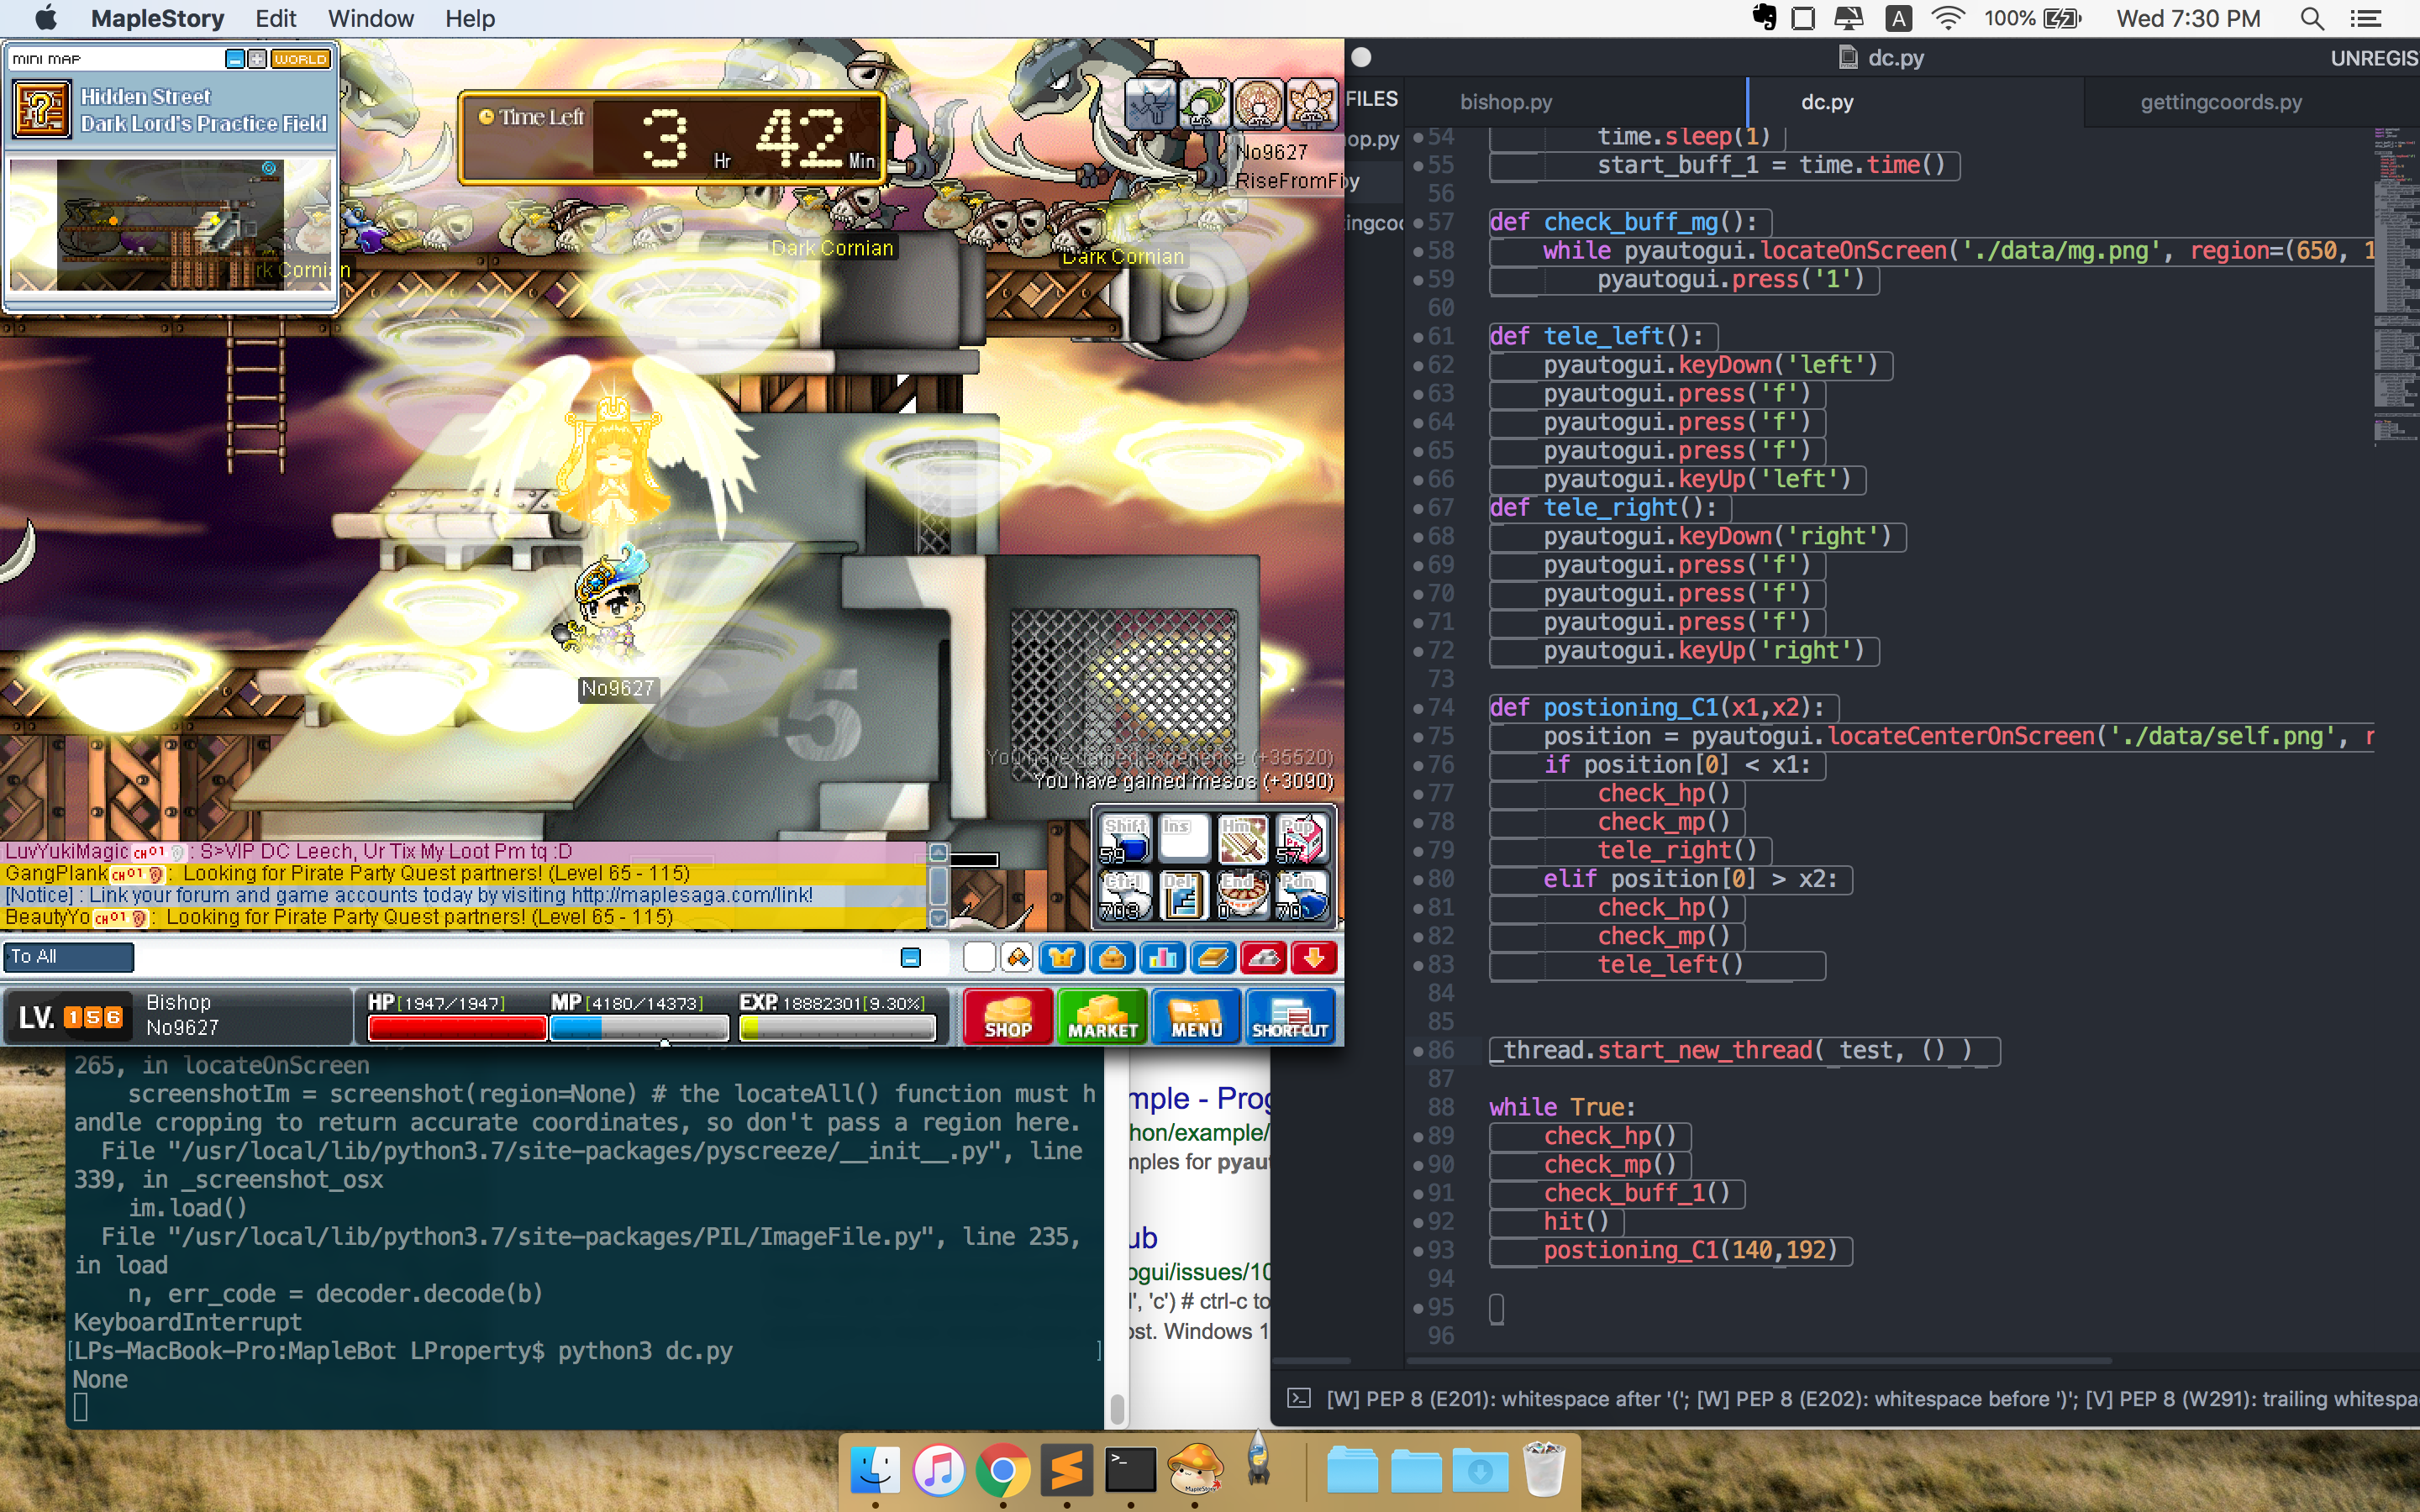 MapleStory Edit Window Help
A 100% Wed 7:30 PM
MINI MAP WORLD
Hidden Street
Dark Lord's Practice Field
Time Left 3 Hr 42 Min
No9627
RiseFromF
Dark Cornian
Dark Cornian
rk Cornian
No9627
C-5
You have gained experience (+35520)
You have gained mesos (+3090)
Shift Ins Hm Pup
59 57
Ctrl Del End Pdn
703 0 70
LuvYukiMagic CH01 : S>VIP DC Leech, Ur Tix My Loot Pm tq :D
GangPlank CH01 : Looking for Pirate Party Quest partners! (Level 65 - 115)
[Notice] : Link your forum and game accounts today by visiting http://maplesaga.com/link!
BeautyYo CH01 : Looking for Pirate Party Quest partners! (Level 65 - 115)
To All
LV. 156 Bishop
No9627
HP[1947/1947] MP[4180/14373] EXP. 18882301[9.30%]
SHOP MARKET MENU SHORTCUT
265, in locateOnScreen
screenshotIm = screenshot(region=None) # the locateAll() function must h
andle cropping to return accurate coordinates, so don't pass a region here.
File "/usr/local/lib/python3.7/site-packages/pyscreeze/__init__.py", line
339, in _screenshot_osx
im.load()
File "/usr/local/lib/python3.7/site-packages/PIL/ImageFile.py", line 235,
in load
n, err_code = decoder.decode(b)
KeyboardInterrupt
[LPs-MacBook-Pro:MapleBot LProperty$ python3 dc.py ]
None
mple - Prog
hon/example/
mples for pyau
ub
ogui/issues/10
l', 'c') # ctrl-c to
ost. Windows 1
dc.py
UNREGIS
FILES
op.py
py
ingcoo
bishop.py dc.py gettingcoords.py
54 time.sleep(1)
55 start_buff_1 = time.time()
56
57 def check_buff_mg():
58 while pyautogui.locateOnScreen('./data/mg.png', region=(650, 1
59 pyautogui.press('1')
60
61 def tele_left():
62 pyautogui.keyDown('left')
63 pyautogui.press('f')
64 pyautogui.press('f')
65 pyautogui.press('f')
66 pyautogui.keyUp('left')
67 def tele_right():
68 pyautogui.keyDown('right')
69 pyautogui.press('f')
70 pyautogui.press('f')
71 pyautogui.press('f')
72 pyautogui.keyUp('right')
73
74 def postioning_C1(x1,x2):
75 position = pyautogui.locateCenterOnScreen('./data/self.png', r
76 if position[0] < x1:
77 check_hp()
78 check_mp()
79 tele_right()
80 elif position[0] > x2:
81 check_hp()
82 check_mp()
83 tele_left()
84
85
86 _thread.start_new_thread( test, () )
87
88 while True:
89 check_hp()
90 check_mp()
91 check_buff_1()
92 hit()
93 postioning_C1(140,192)
94
95
96
[W] PEP 8 (E201): whitespace after '('; [W] PEP 8 (E202): whitespace before ')'; [V] PEP 8 (W291): trailing whitespa
MapleStory